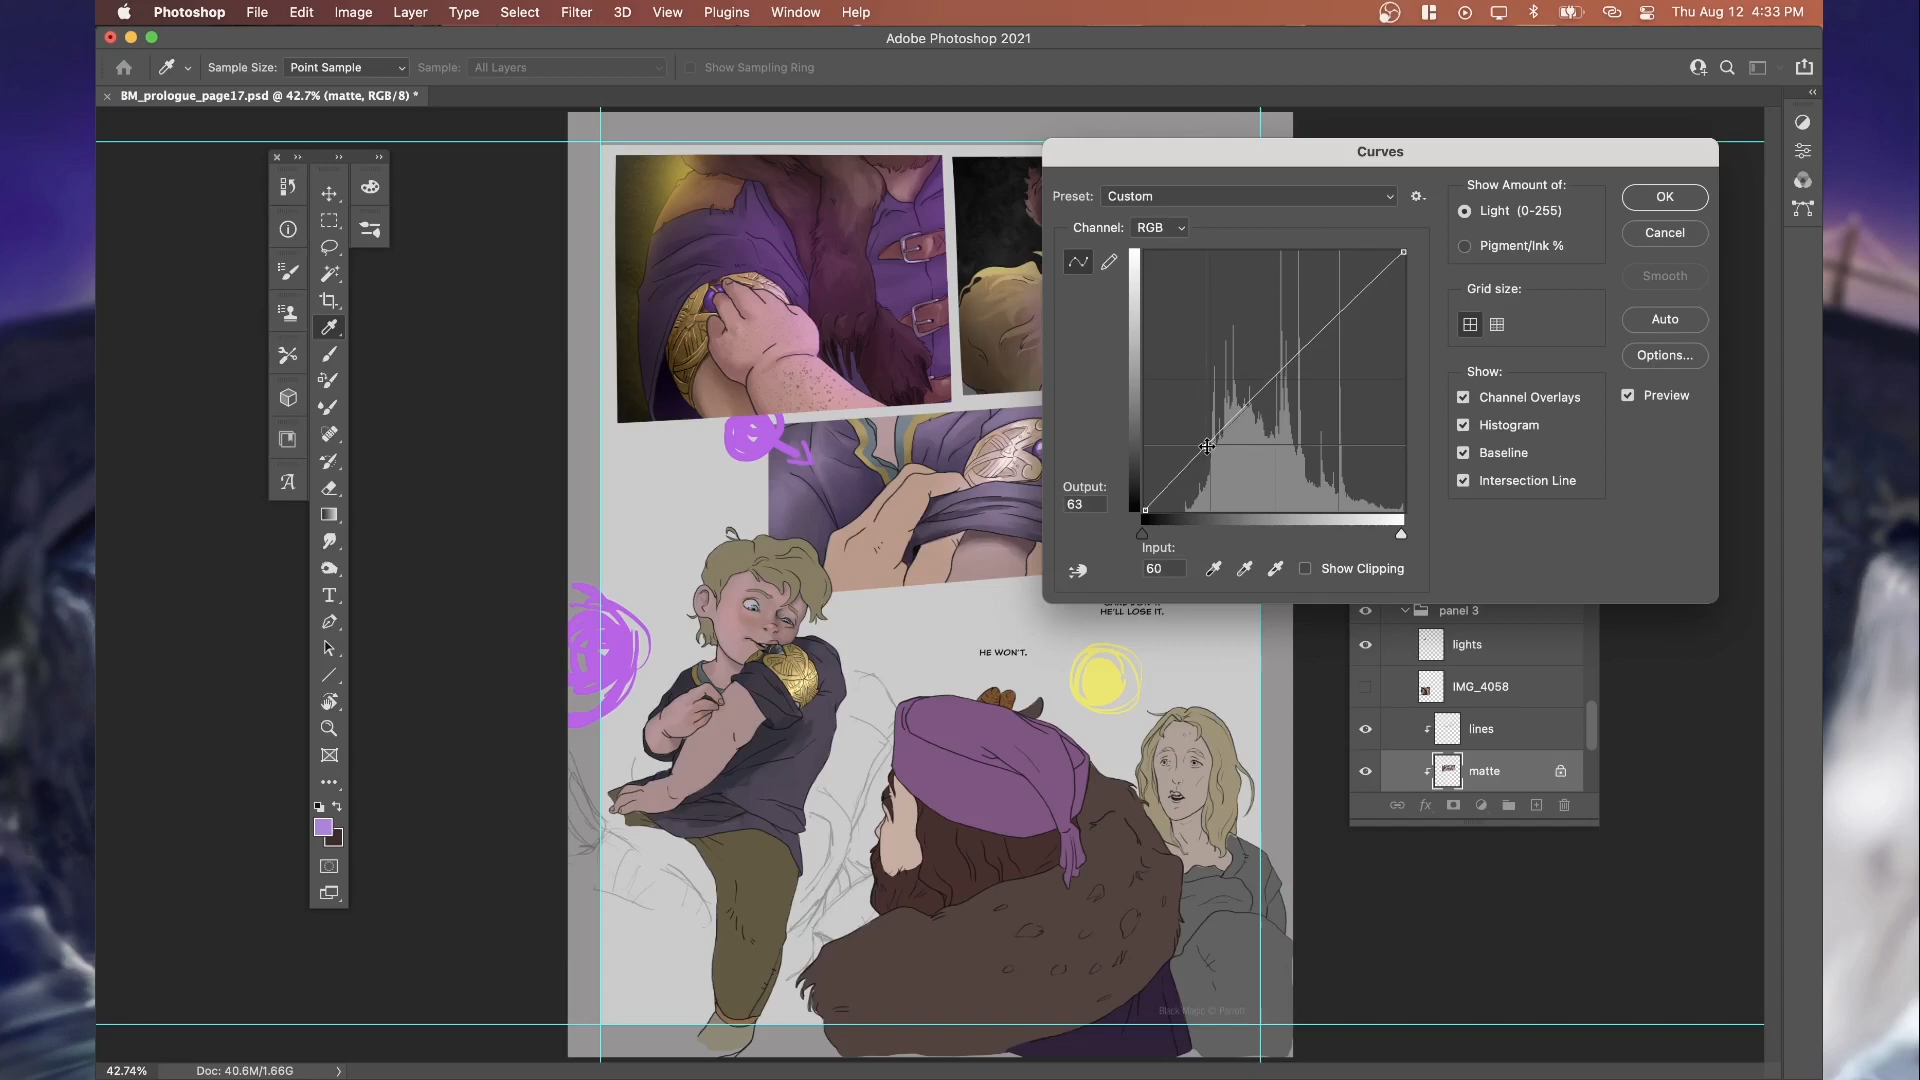 Photoshop File Edit Image Layer Type Select Filter 3D View Plugins Window Help Thu Aug 12 4:33 PM
Adobe Photoshop 2021
Sample Size: Point Sample Sample: All Layers Show Sampling Ring
BM_prologue_page17.psd @ 42.7% (matte, RGB/8) *
Curves
Preset: Custom
Show Amount of:
OK
Light (0-255)
Channel: RGB
Cancel
Pigment/Ink %
Smooth
Grid size:
Auto
Options...
Show:
Channel Overlays
Preview
Histogram
Baseline
Output:
Intersection Line
63
Input:
60
Show Clipping
HE'LL LOSE IT.
panel 3
HE WON'T.
lights
IMG_4058
lines
matte
fx
Black Magic © Parrott
42.74% Doc: 40.6M/1.66G